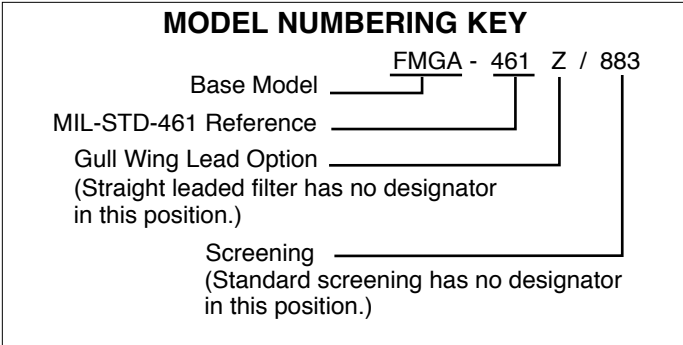 MODEL NUMBERING KEY
FMGA - 461 Z / 883
Base Model
MIL-STD-461 Reference
Gull Wing Lead Option
(Straight leaded filter has no designator
in this position.)
Screening
(Standard screening has no designator
in this position.)